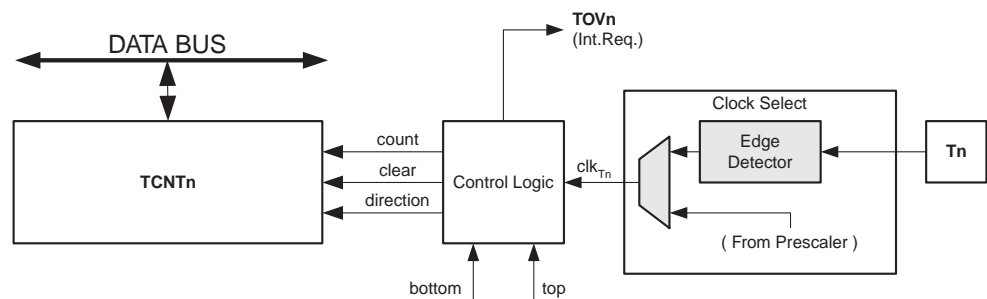 TOVn
(Int.Req.)
DATA BUS
Clock Select
count
Edge
Detector
Tn
TCNTn
clear
Control Logic
clkTn
direction
( From Prescaler )
bottom
top